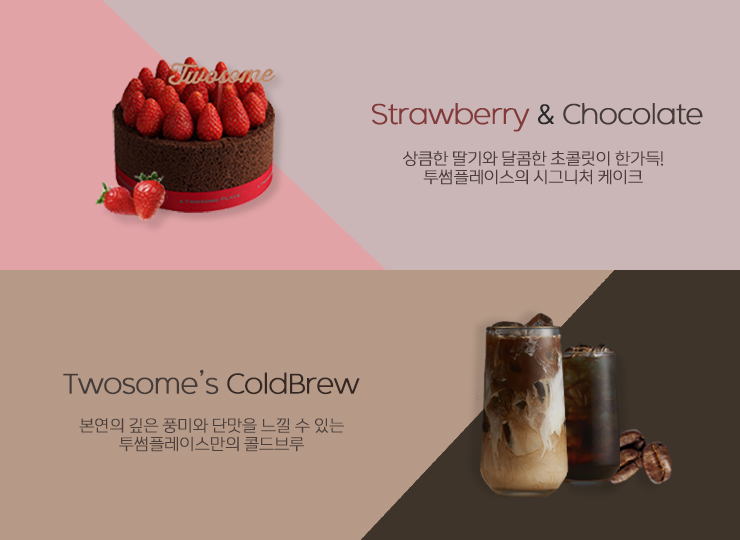 Twosome
A TWOSOME PLACE
Strawberry & Chocolate
상큼한 딸기와 달콤한 초콜릿이 한가득!
투썸플레이스의 시그니처 케이크
Twosome's ColdBrew
본연의 깊은 풍미와 단맛을 느낄 수 있는
투썸플레이스만의 콜드브루